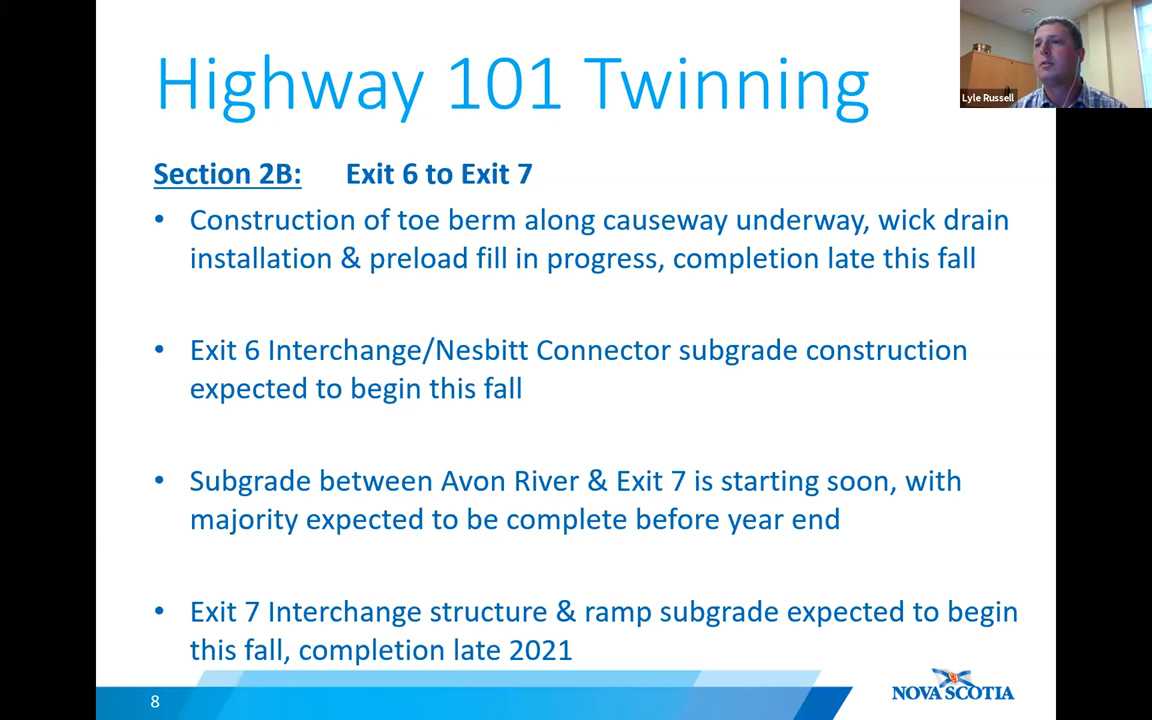 Highway 101 Twinning
Lyle Russell
Section 2B: Exit 6 to Exit 7
• Construction of toe berm along causeway underway, wick drain
installation & preload fill in progress, completion late this fall
• Exit 6 Interchange/Nesbitt Connector subgrade construction
expected to begin this fall
• Subgrade between Avon River & Exit 7 is starting soon, with
majority expected to be complete before year end
• Exit 7 Interchange structure & ramp subgrade expected to begin
this fall, completion late 2021
8
NOVA SCOTIA